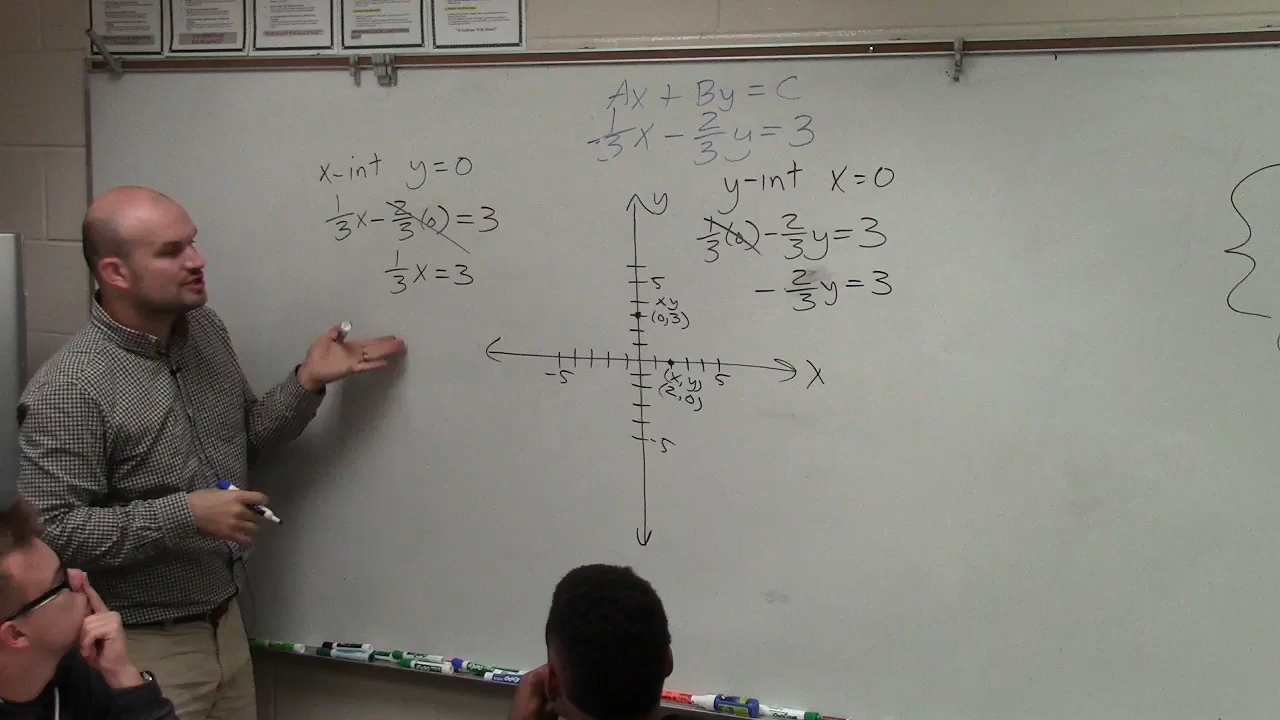 Ax + By = C
-1/3x - 2/3y = 3
x-int y=0
1/3x - 2/3(0) = 3
1/3x = 3
y-int x=0
1/3(0) - 2/3y = 3
- 2/3y = 3
y
5
xy
(0,3)
-5
(x,y)
(2,0)
5
x
-5